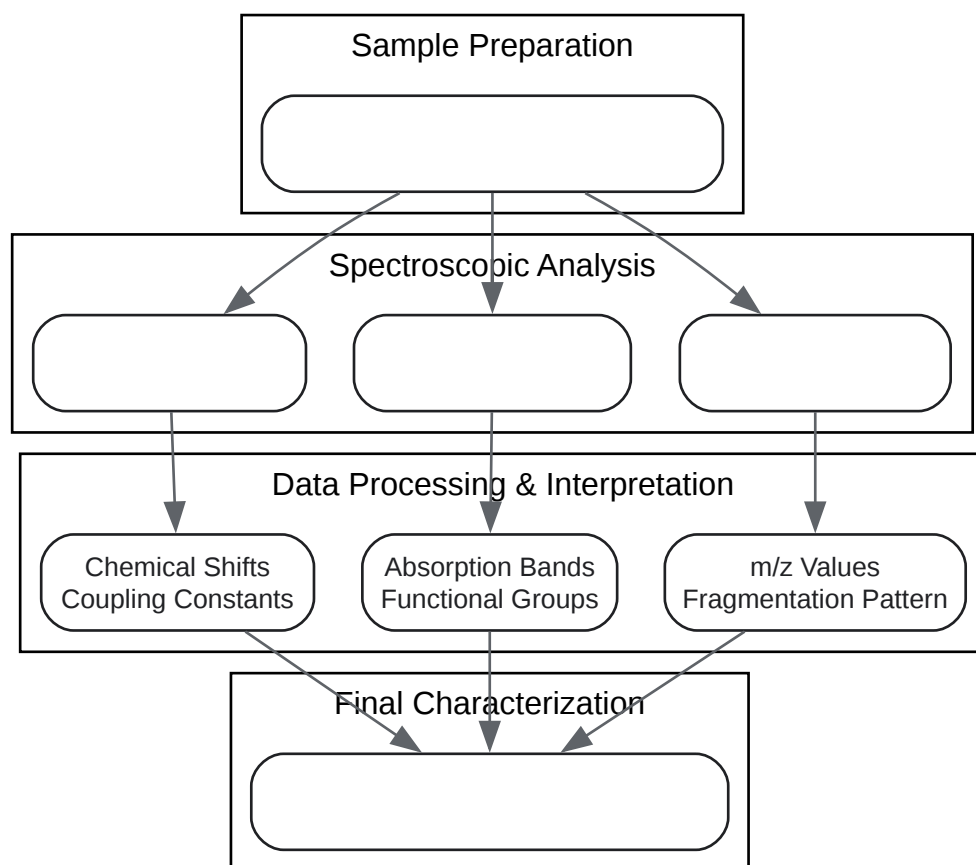 Sample Preparation
Spectroscopic Analysis
Data Processing & Interpretation
Chemical Shifts
Coupling Constants
Absorption Bands
Functional Groups
m/z Values
Fragmentation Pattern
Final Characterization